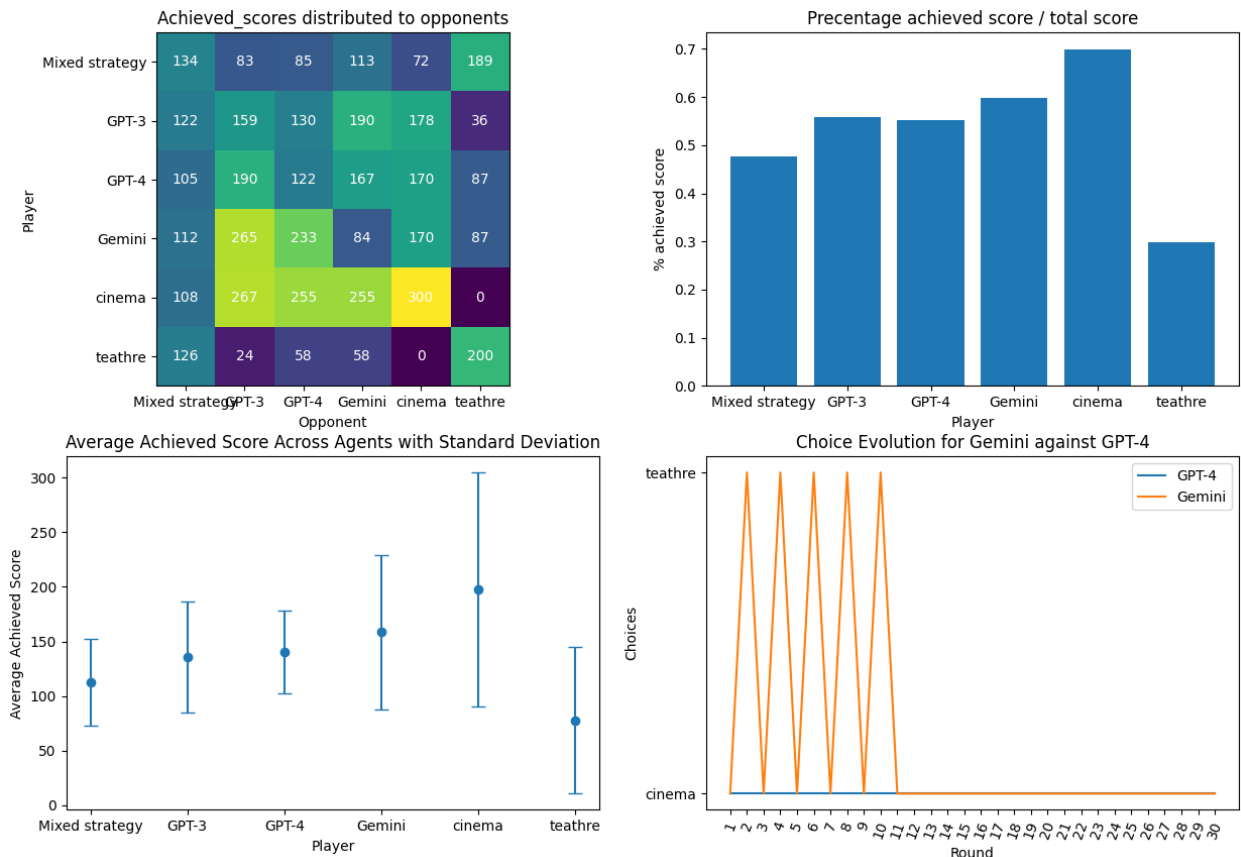 Achieved_scores distributed to opponents
Mixed strategy 134 83 85 113 72 189
GPT-3 122 159 130 190 178 36
GPT-4 105 190 122 167 170 87
Gemini 112 265 233 84 170 87
cinema 108 267 255 255 300 0
teathre 126 24 58 58 0 200
Player
Mixed strategy GPT-3 GPT-4 Gemini cinema teathre
Opponent
Precentage achieved score / total score
0.7
0.6
0.5
0.4
0.3
0.2
0.1
0.0
% achieved score
Mixed strategy GPT-3 GPT-4 Gemini cinema teathre
Player
Average Achieved Score Across Agents with Standard Deviation
300
250
200
150
100
50
0
Average Achieved Score
Mixed strategy GPT-3 GPT-4 Gemini cinema teathre
Player
Choice Evolution for Gemini against GPT-4
teathre
cinema
Choices
GPT-4
Gemini
1 2 3 4 5 6 7 8 9 10 11 12 13 14 15 16 17 18 19 20 21 22 23 24 25 26 27 28 29 30
Round